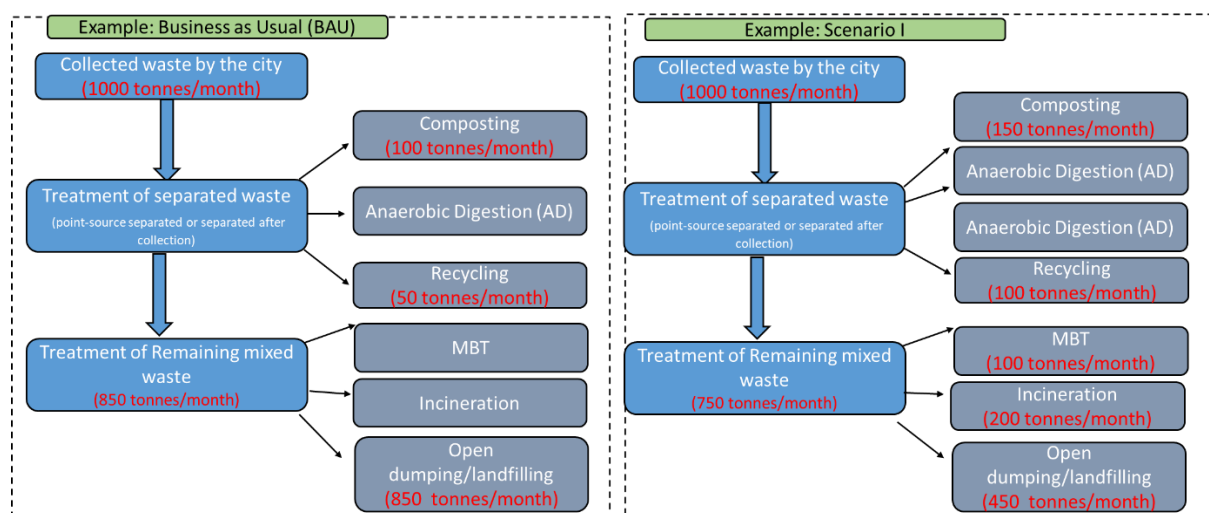 Example: Business as Usual (BAU)
Collected waste by the city
(1000 tonnes/month)
Composting
(100 tonnes/month)
Treatment of separated waste
(point-source separated or separated after
collection)
Anaerobic Digestion (AD)
Recycling
(50 tonnes/month)
Treatment of Remaining mixed
waste
(850 tonnes/month)
MBT
Incineration
Open
dumping/landfilling
(850 tonnes/month)
Example: Scenario I
Collected waste by the city
(1000 tonnes/month)
Composting
(150 tonnes/month)
Anaerobic Digestion (AD)
Treatment of separated waste
(point-source separated or separated after
collection)
Anaerobic Digestion (AD)
Recycling
(100 tonnes/month)
Treatment of Remaining mixed
waste
(750 tonnes/month)
MBT
(100 tonnes/month)
Incineration
(200 tonnes/month)
Open
dumping/landfilling
(450 tonnes/month)